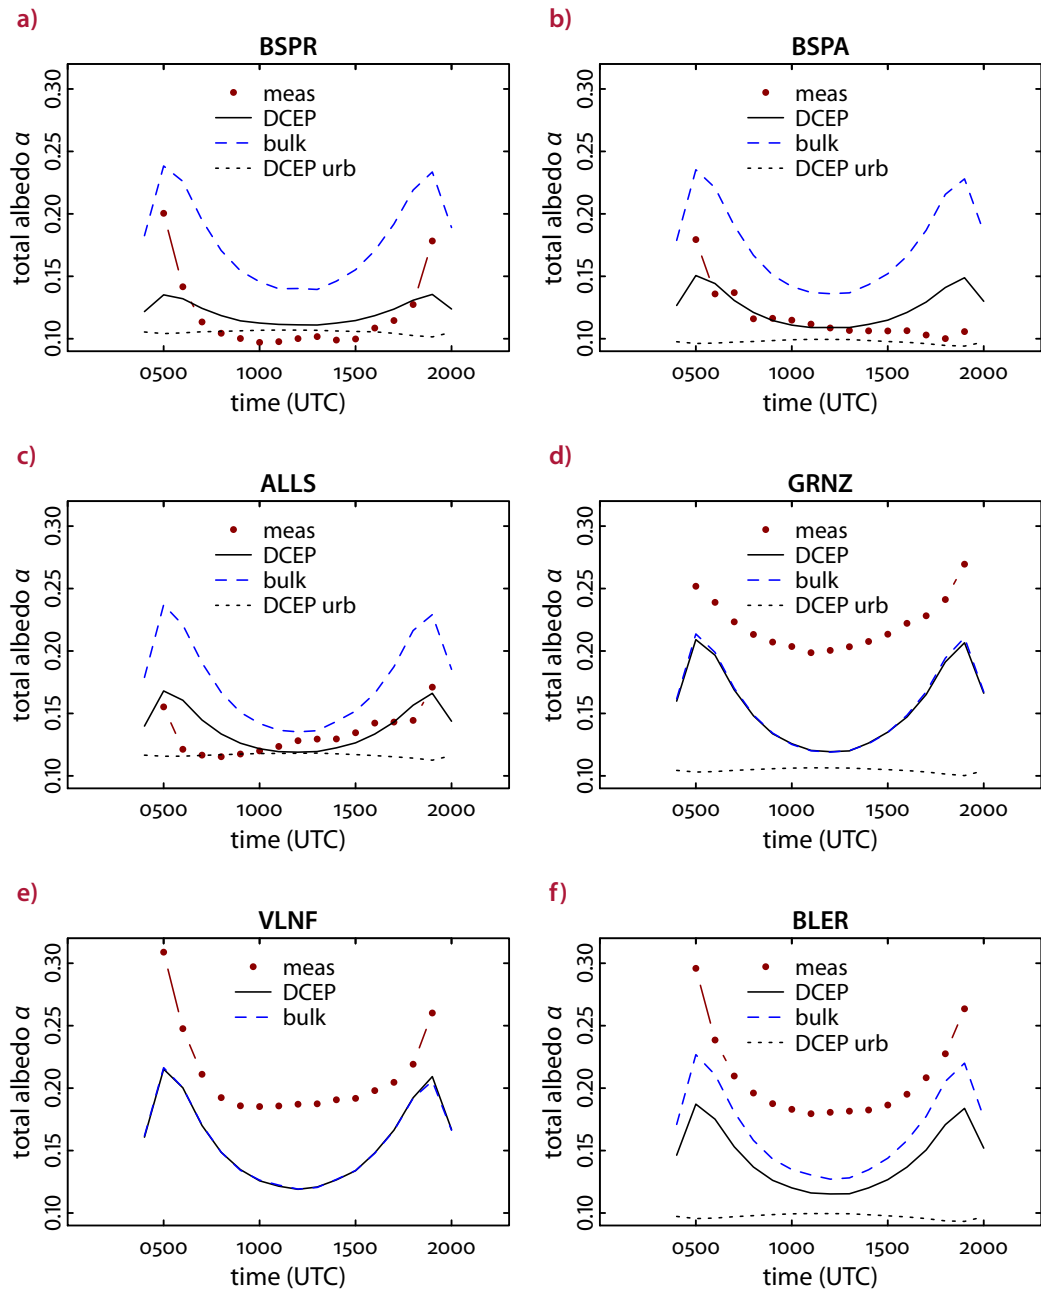 a)
BSPR
total albedo α
0.10
0.15
0.20
0.25
0.30
meas
DCEP
bulk
DCEP urb
0500
1000
1500
2000
time (UTC)
b)
BSPA
total albedo α
0.10
0.15
0.20
0.25
0.30
meas
DCEP
bulk
DCEP urb
0500
1000
1500
2000
time (UTC)
c)
ALLS
total albedo α
0.10
0.15
0.20
0.25
0.30
meas
DCEP
bulk
DCEP urb
0500
1000
1500
2000
time (UTC)
d)
GRNZ
total albedo α
0.10
0.15
0.20
0.25
0.30
meas
DCEP
bulk
DCEP urb
0500
1000
1500
2000
time (UTC)
e)
VLNF
total albedo α
0.10
0.15
0.20
0.25
0.30
meas
DCEP
bulk
0500
1000
1500
2000
time (UTC)
f)
BLER
total albedo α
0.10
0.15
0.20
0.25
0.30
meas
DCEP
bulk
DCEP urb
0500
1000
1500
2000
time (UTC)